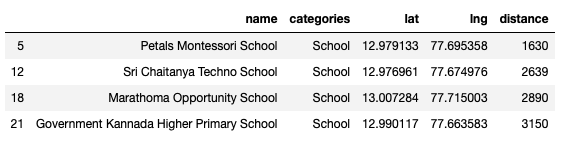 name categories lat lng distance
5 Petals Montessori School School 12.979133 77.695358 1630
12 Sri Chaitanya Techno School School 12.976961 77.674976 2639
18 Marathoma Opportunity School School 13.007284 77.715003 2890
21 Government Kannada Higher Primary School School 12.990117 77.663583 3150